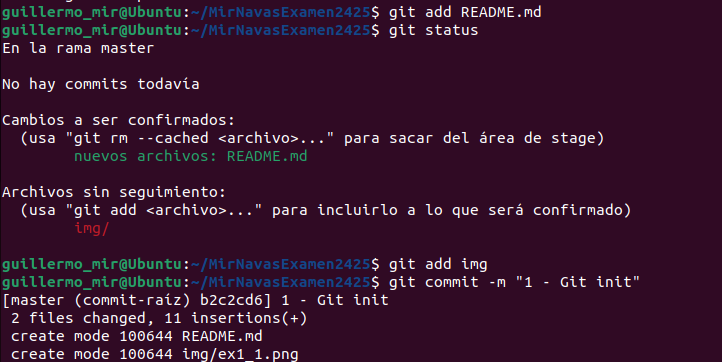 guillermo_mir@Ubuntu:~/MirNavasExamen2425$ git add README.md
guillermo_mir@Ubuntu:~/MirNavasExamen2425$ git status
En la rama master
No hay commits todavía
Cambios a ser confirmados:
  (usa "git rm --cached <archivo>..." para sacar del área de stage)
        nuevos archivos: README.md
Archivos sin seguimiento:
  (usa "git add <archivo>..." para incluirlo a lo que será confirmado)
        img/
guillermo_mir@Ubuntu:~/MirNavasExamen2425$ git add img
guillermo_mir@Ubuntu:~/MirNavasExamen2425$ git commit -m "1 - Git init"
[master (commit-raíz) b2c2cd6] 1 - Git init
 2 files changed, 11 insertions(+)
 create mode 100644 README.md
 create mode 100644 img/ex1_1.png